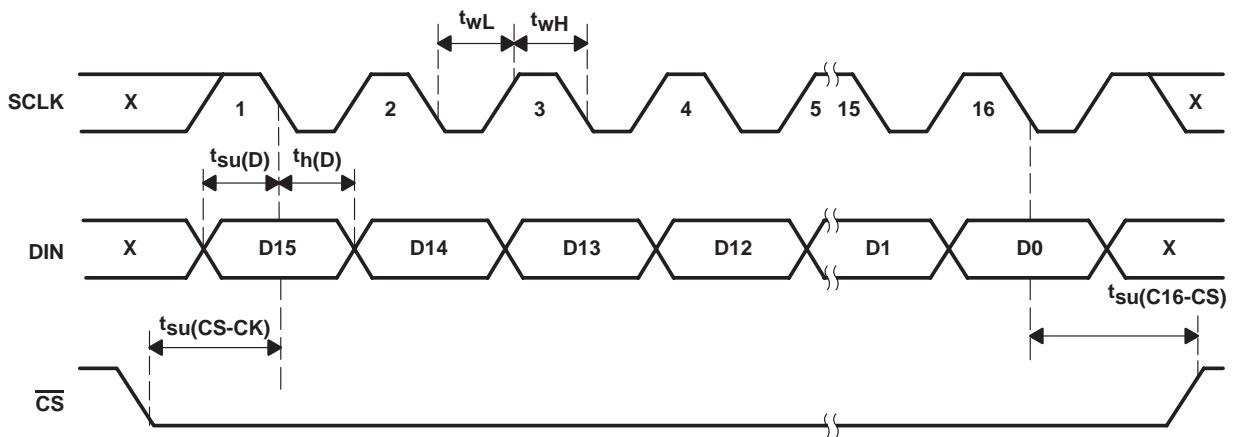 twL twH
SCLK X 1 2 3 4 5 15 16 X
tsu(D) th(D)
DIN X D15 D14 D13 D12 D1 D0 X
tsu(CS-CK) tsu(C16-CS)
CS